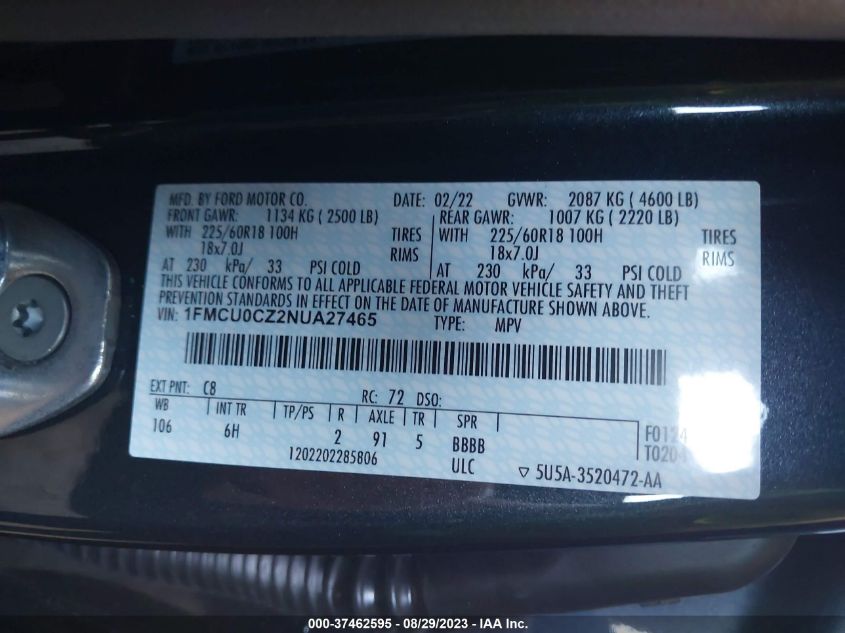 MFD. BY FORD MOTOR CO. DATE: 02/22 GVWR: 2087 KG ( 4600 LB)
FRONT GAWR: 1134 KG ( 2500 LB) REAR GAWR: 1007 KG ( 2220 LB)
WITH 225/60R18 100H TIRES WITH 225/60R18 100H TIRES
18x7.0J RIMS 18x7.0J RIMS
AT 230 kPa/ 33 PSI COLD AT 230 kPa/ 33 PSI COLD
THIS VEHICLE CONFORMS TO ALL APPLICABLE FEDERAL MOTOR VEHICLE SAFETY AND THEFT
PREVENTION STANDARDS IN EFFECT ON THE DATE OF MANUFACTURE SHOWN ABOVE.
VIN: 1FMCU0CZ2NUA27465 TYPE: MPV
EXT PNT: C8 RC: 72 DSO:
WB INT TR TP/PS R AXLE TR SPR
106 6H 2 91 5 BBBB F0124
1202202285806 ULC T020
▽ 5U5A-3520472-AA
000-37462595 - 08/29/2023 - IAA Inc.